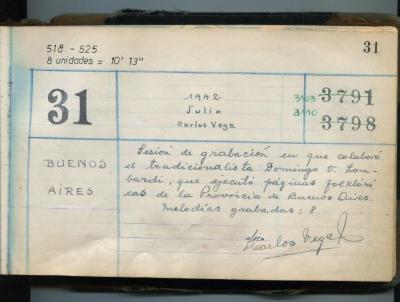 518 - 525
8 unidades = 10' 13"
31
31
1942
Julio
Carlos Vega
3103 3791
3110 3798
BUENOS
AIRES
Sesión de grabación en que colaboró
el tradicionalista Domingo V. Lom-
bardi, que ejecutó páginas folklóri-
cas de la Provincia de Buenos Aires.
Melodías grabadas: 8
Carlos Vega